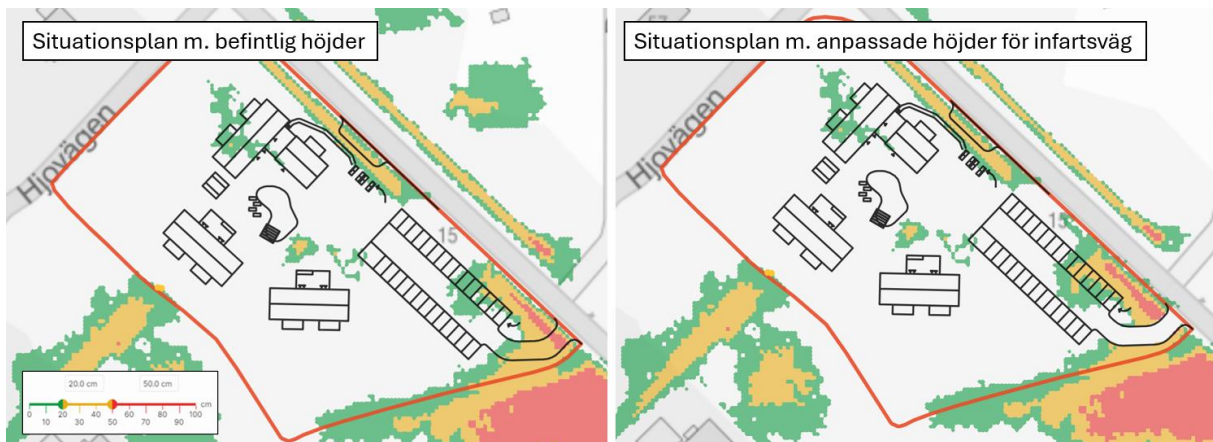 Situationsplan m. befintlig höjder
Hjovägen
15
20.0 cm 50.0 cm
cm
0 20 40 60 80 100
10 30 50 70 90
Situationsplan m. anpassade höjder för infartsväg
57
Hjovägen
15